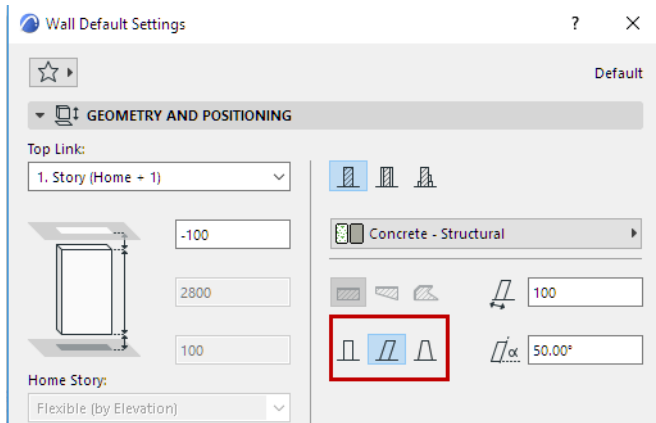 Wall Default Settings
?
Default
GEOMETRY AND POSITIONING
Top Link:
1. Story (Home + 1)
-100
Concrete - Structural
2800
100
100
α 50.00°
Home Story:
Flexible (by Elevation)